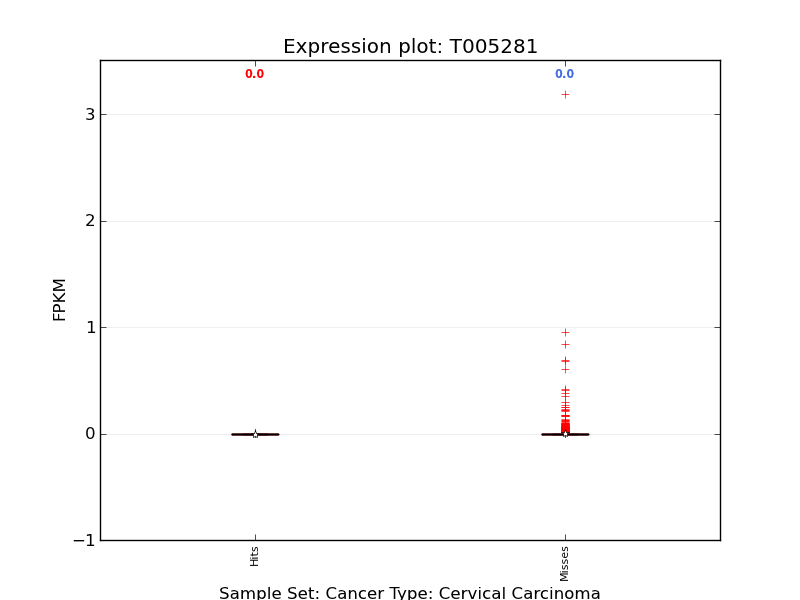 Expression plot: T005281
0.0 0.0
3
2
FPKM
1
0
−1
Hits Misses
Sample Set: Cancer Type: Cervical Carcinoma